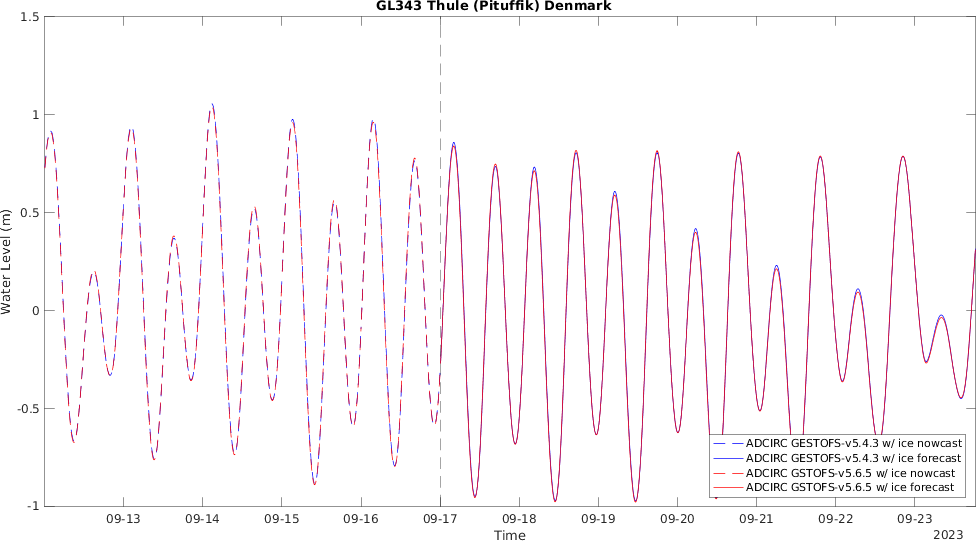 GL343 Thule (Pituffik) Denmark
1.5
1
0.5
0
-0.5
-1
Water Level (m)
09-13
09-14
09-15
09-16
09-17
09-18
09-19
09-20
09-21
09-22
09-23
Time
2023
ADCIRC GESTOFS-v5.4.3 w/ ice nowcast
ADCIRC GESTOFS-v5.4.3 w/ ice forecast
ADCIRC GSTOFS-v5.6.5 w/ ice nowcast
ADCIRC GSTOFS-v5.6.5 w/ ice forecast